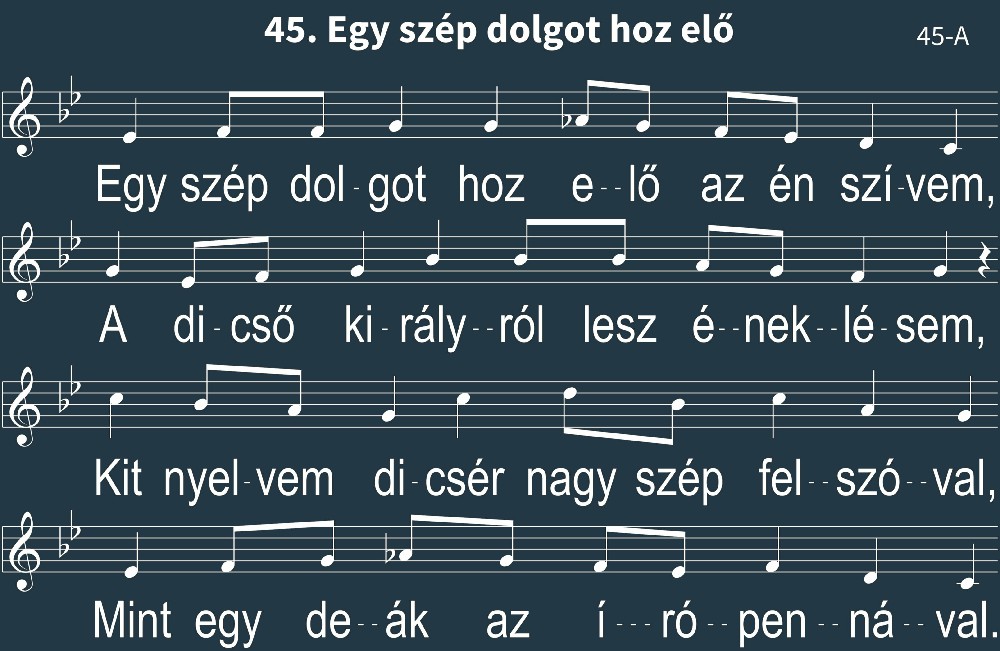 45. Egy szép dolgot hoz elő
45-A
Egy szép dol-got hoz e--lő az én szí-vem,
A di-cső ki-rály--ról lesz é--nek--lé-sem,
Kit nyel-vem di-csér nagy szép fel--szó--val,
Mint egy de--ák az í---ró--pen--ná--val.